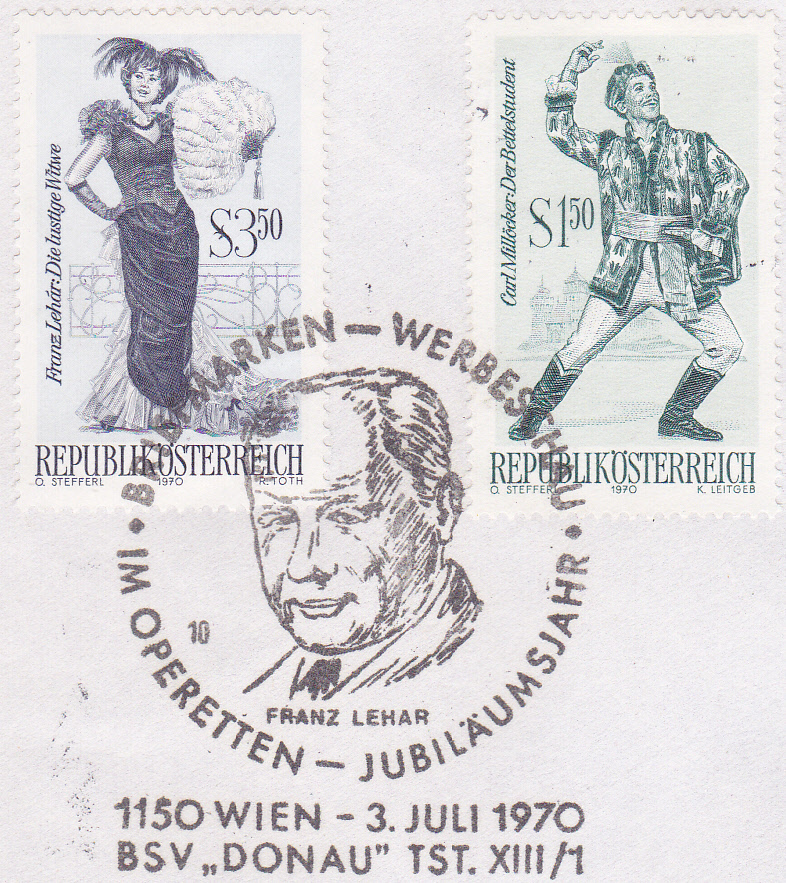 Franz Lehár: Die lustige Witwe
S3.50
REPUBLIK ÖSTERREICH
O. STEFFERL 1970 R. TOTH
Carl Millöcker: Der Bettelstudent
S1.50
REPUBLIK ÖSTERREICH
O. STEFFERL 1970 K. LEITGEB
MARKEN – WERBESCHAU
IM OPERETTEN – JUBILÄUMSJAHR
10
FRANZ LEHAR
1150 WIEN – 3. JULI 1970
BSV „DONAU" TST. XIII/1